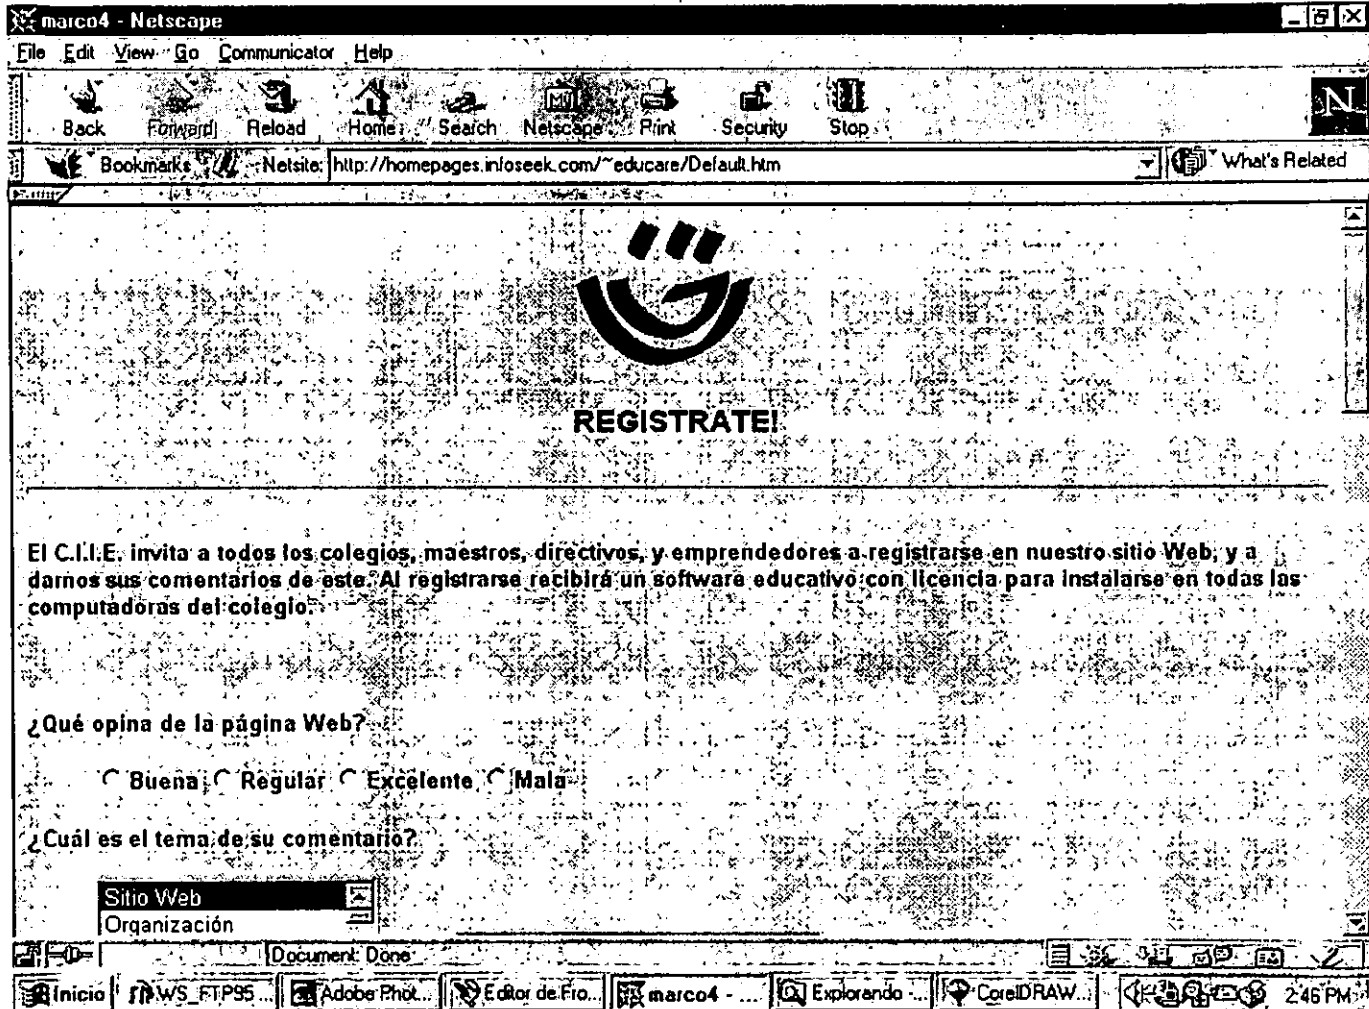 marco4 - Netscape
File Edit View Go Communicator Help
Back Forward Reload Home Search Netscape Print Security Stop
N
Bookmarks Netsite: http://homepages.infoseek.com/~educare/Default.htm What's Related
REGISTRATE!
El C.I.I.E. invita a todos los colegios, maestros, directivos, y emprendedores a registrarse en nuestro sitio Web, y a
darnos sus comentarios de este. Al registrarse recibirá un software educativo con licencia para instalarse en todas las
computadoras del colegio.
¿Qué opina de la página Web?
Buena Regular Excelente Mala
¿Cuál es el tema de su comentario?
Sitio Web
Organización
Document: Done
Inicio WS_FTP95 ... Adobe Phot... Editor de Fro... marco4 - ... Explorando -... CorelDRAW... 2:46 PM